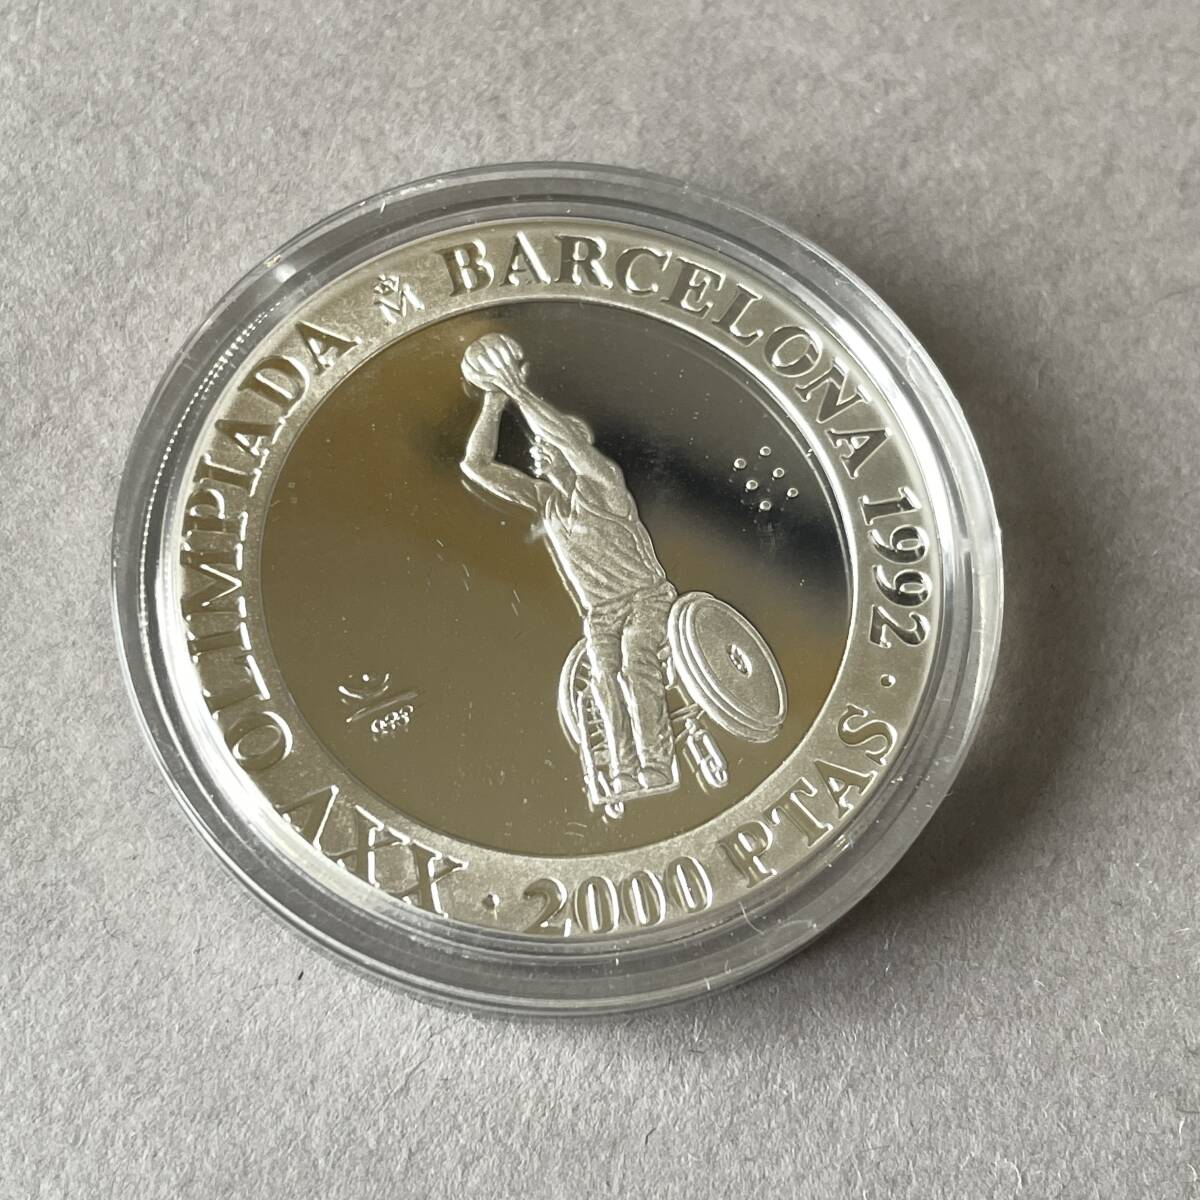 XXV OLIMPIADA M BARCELONA 1992 · 2000 PTAS ·